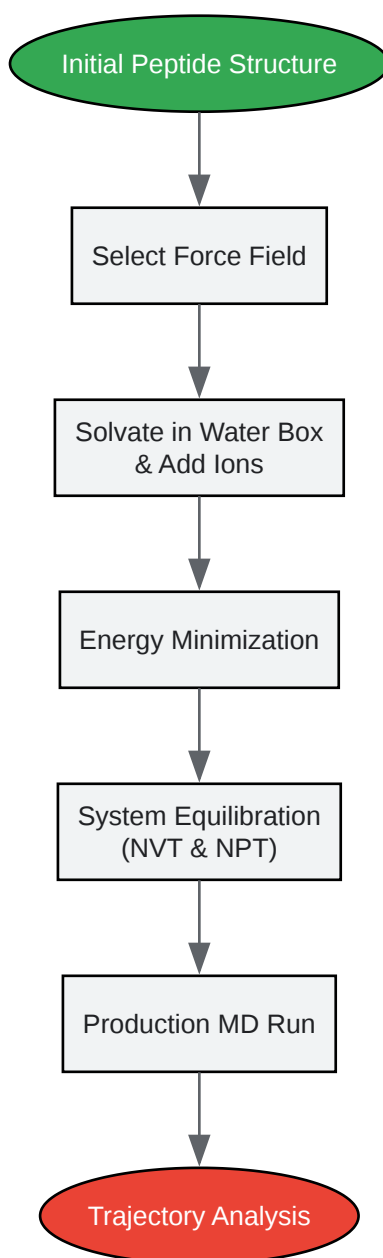 Initial Peptide Structure
Select Force Field
Solvate in Water Box
& Add Ions
Energy Minimization
System Equilibration
(NVT & NPT)
Production MD Run
Trajectory Analysis